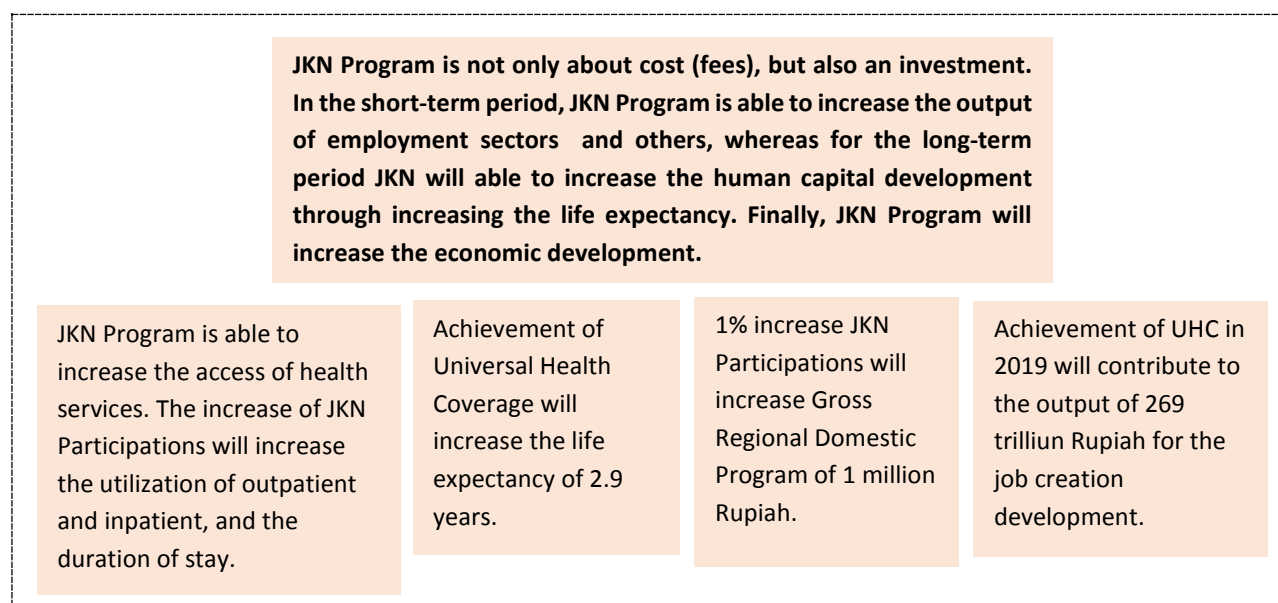 JKN Program is not only about cost (fees), but also an investment.
In the short-term period, JKN Program is able to increase the output
of employment sectors and others, whereas for the long-term
period JKN will able to increase the human capital development
through increasing the life expectancy. Finally, JKN Program will
increase the economic development.
JKN Program is able to
increase the access of health
services. The increase of JKN
Participations will increase
the utilization of outpatient
and inpatient, and the
duration of stay.
Achievement of
Universal Health
Coverage will
increase the life
expectancy of 2.9
years.
1% increase JKN
Participations will
increase Gross
Regional Domestic
Program of 1 million
Rupiah.
Achievement of UHC in
2019 will contribute to
the output of 269
trilliun Rupiah for the
job creation
development.